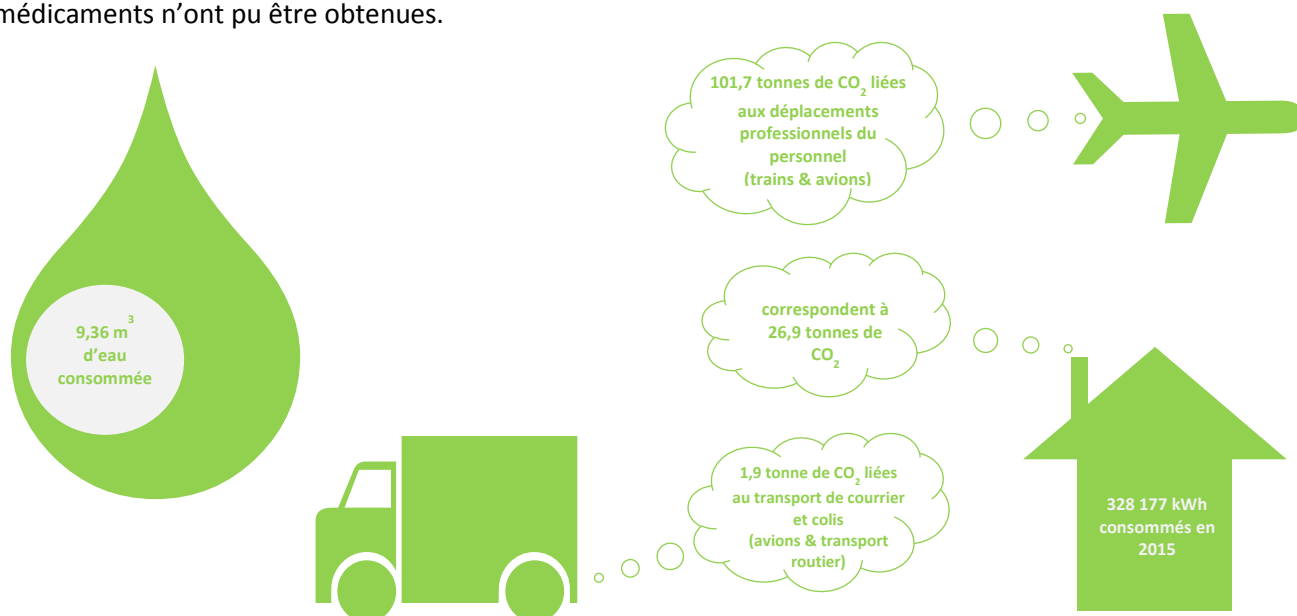 médicaments n’ont pu être obtenues.
101,7 tonnes de CO2 liées
aux déplacements
professionnels du
personnel
(trains & avions)
9,36 m3
d’eau
consommée
correspondent à
26,9 tonnes de
CO2
1,9 tonne de CO2 liées
au transport de courrier
et colis
(avions & transport
routier)
328 177 kWh
consommés en
2015